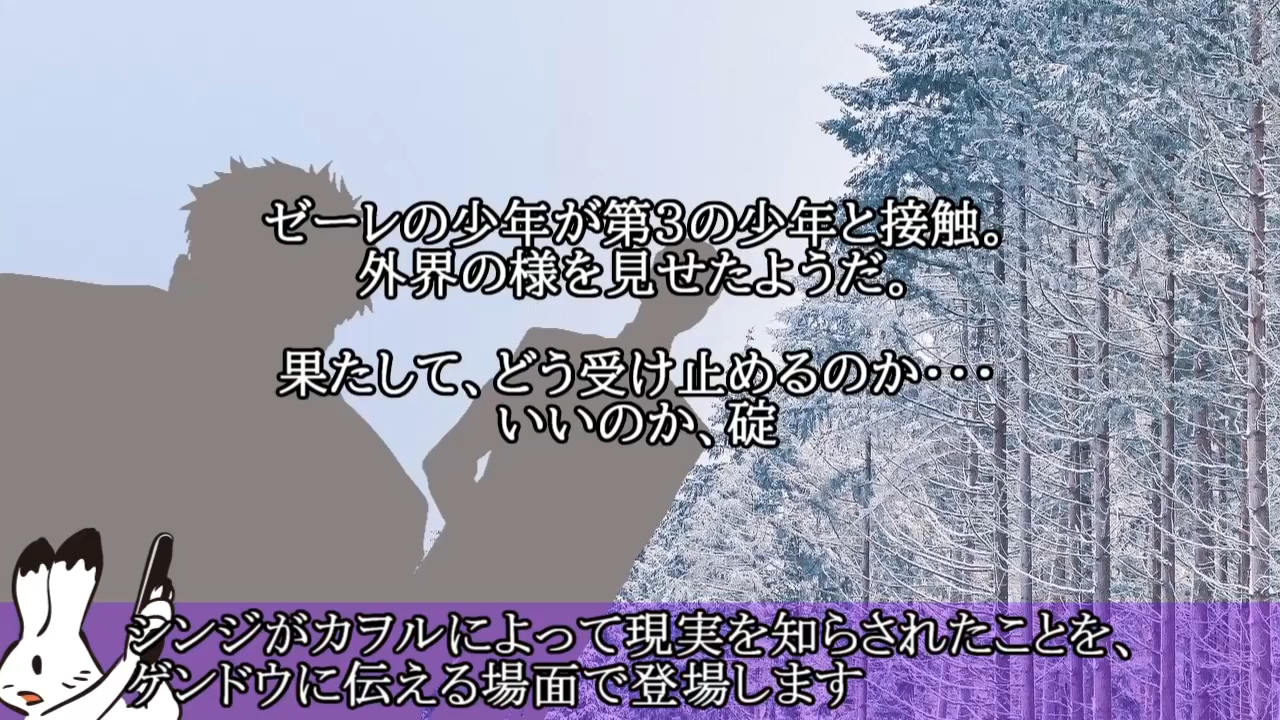 ゼーレの少年が第3の少年と接触。
外界の様を見せたようだ。
果たして、どう受け止めるのか・・・
いいのか、碇
シンジがカヲルによって現実を知らされたことを、
ゲンドウに伝える場面で登場します